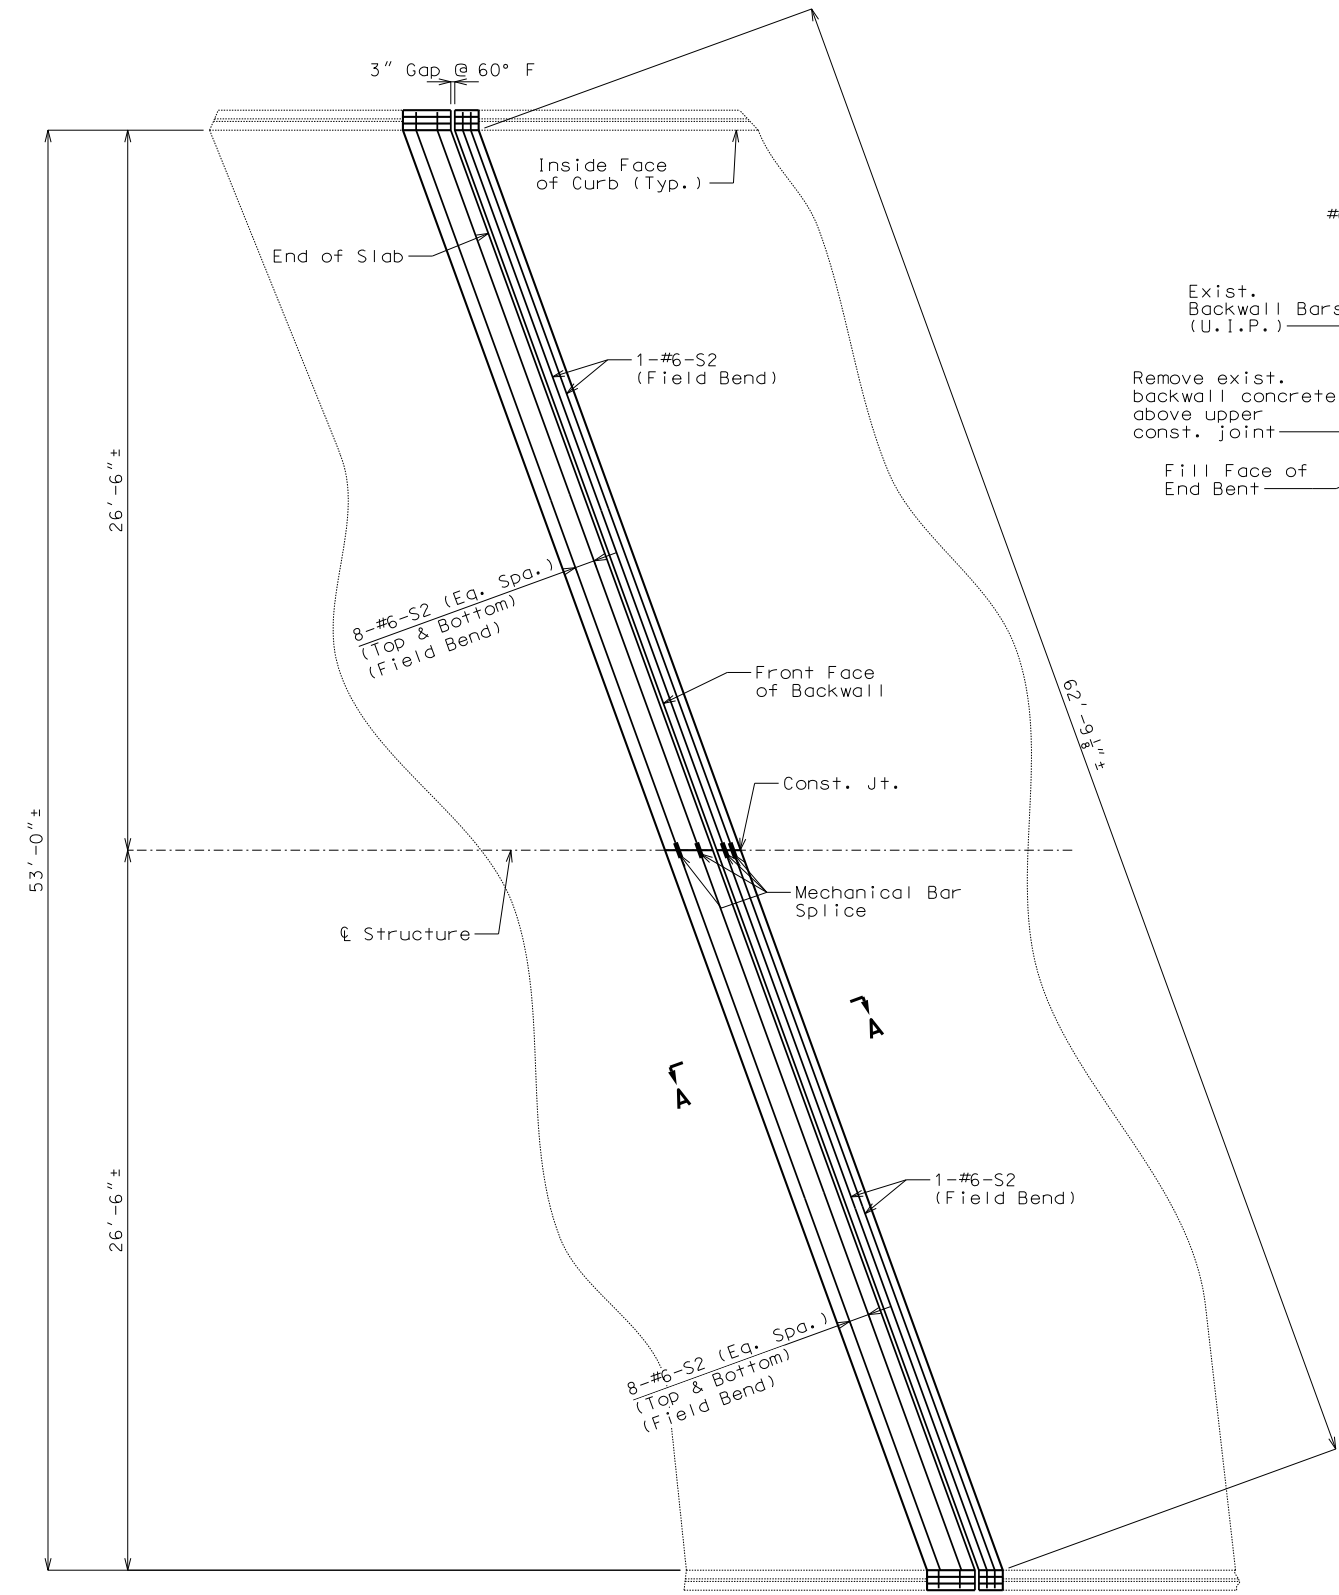 3" Gap @ 60° F
Inside Face
of Curb (Typ.)
End of Slab
#
Exist.
Backwall Bars
(U.I.P.)
1-#6-S2
(Field Bend)
Remove exist.
backwall concrete
above upper
const. joint
Fill Face of
End Bent
26'-6"±
8-#6-S2 (Eq. Spa.)
(Top & Bottom)
(Field Bend)
Front Face
of Backwall
62'-9 1/8"±
Const. Jt.
53'-0"±
Mechanical Bar
Splice
℄ Structure
A
A
26'-6"±
1-#6-S2
(Field Bend)
8-#6-S2 (Eq. Spa.)
(Top & Bottom)
(Field Bend)